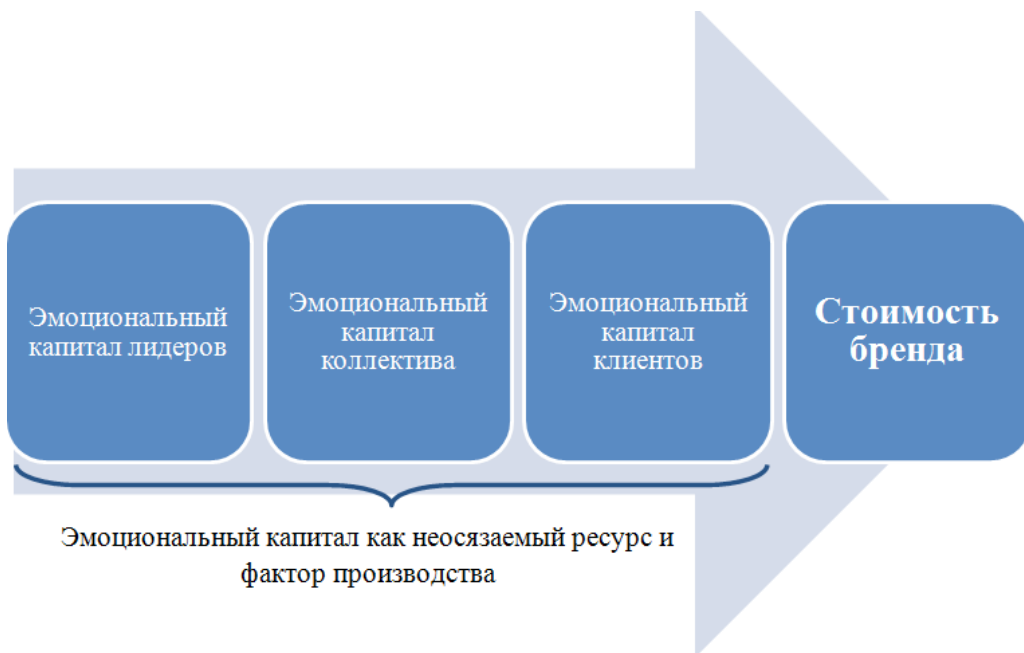 Эмоциональный
капитал лидеров
Эмоциональный
капитал
коллектива
Эмоциональный
капитал
клиентов
Стоимость
бренда
Эмоциональный капитал как неосязаемый ресурс и
фактор производства